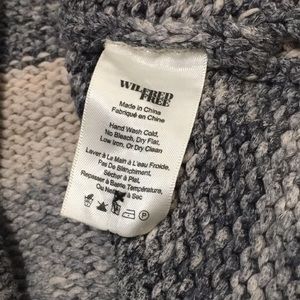 WILFRED
FREE
Made in China
Fabriqué en Chine
Hand Wash Cold,
No Bleach, Dry Flat,
Low Iron, Or Dry Clean
Laver à La Main à L'eau Froide,
Pas De Blanchiment,
Sécher à Plat,
Repasser à Basse Température,
Ou Nettoyer à Sec
P